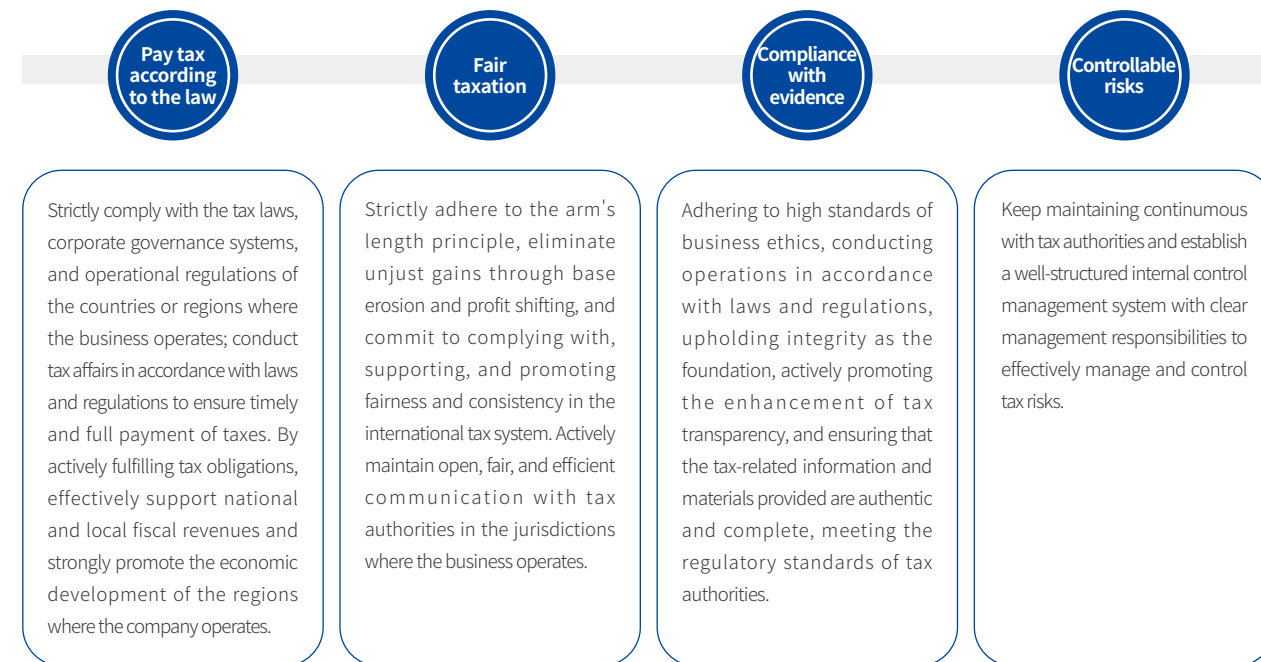 Pay tax
according
to the law
Fair
taxation
Compliance
with
evidence
Controllable
risks
Strictly comply with the tax laws,
corporate governance systems,
and operational regulations of
the countries or regions where
the business operates; conduct
tax affairs in accordance with laws
and regulations to ensure timely
and full payment of taxes. By
actively fulfilling tax obligations,
effectively support national
and local fiscal revenues and
strongly promote the economic
development of the regions
where the company operates.
Strictly adhere to the arm's
length principle, eliminate
unjust gains through base
erosion and profit shifting, and
commit to complying with,
supporting, and promoting
fairness and consistency in the
international tax system. Actively
maintain open, fair, and efficient
communication with tax
authorities in the jurisdictions
where the business operates.
Adhering to high standards of
business ethics, conducting
operations in accordance
with laws and regulations,
upholding integrity as the
foundation, actively promoting
the enhancement of tax
transparency, and ensuring that
the tax-related information and
materials provided are authentic
and complete, meeting the
regulatory standards of tax
authorities.
Keep maintaining continumous
with tax authorities and establish
a well-structured internal control
management system with clear
management responsibilities to
effectively manage and control
tax risks.